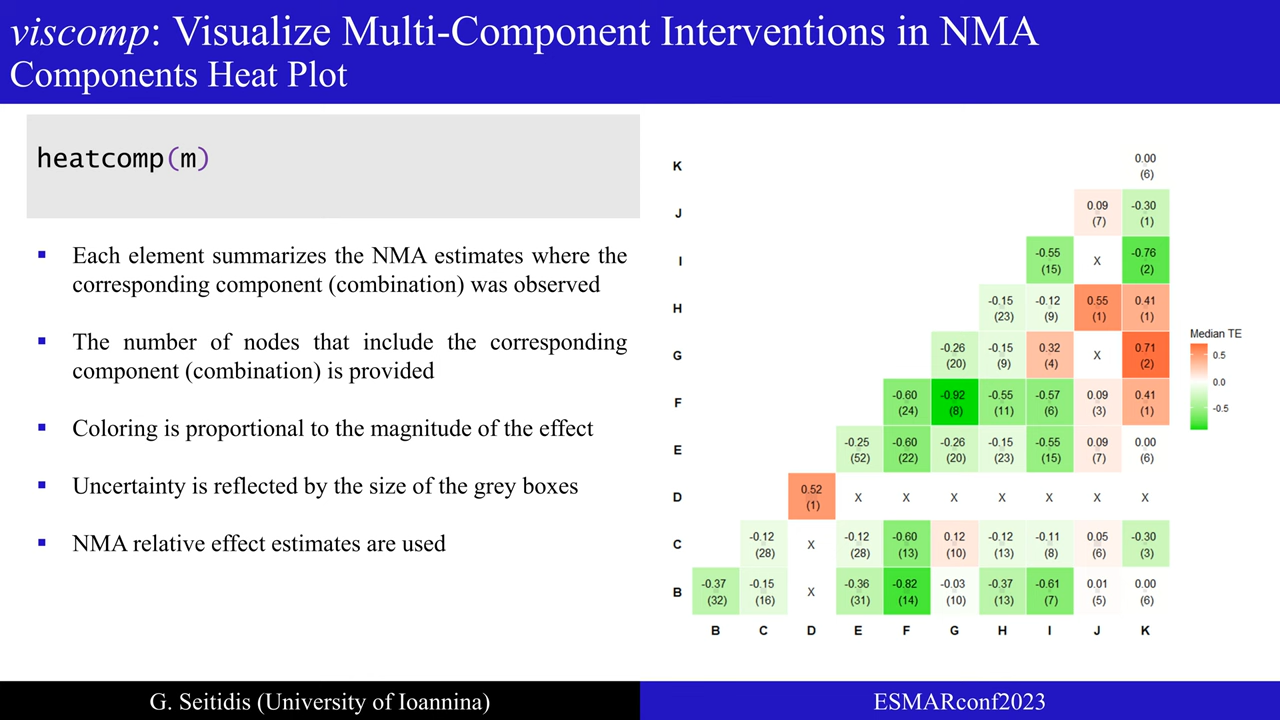 viscomp: Visualize Multi-Component Interventions in NMA
Components Heat Plot
heatcomp(m)
▪ Each element summarizes the NMA estimates where the
corresponding component (combination) was observed
▪ The number of nodes that include the corresponding
component (combination) is provided
▪ Coloring is proportional to the magnitude of the effect
▪ Uncertainty is reflected by the size of the grey boxes
▪ NMA relative effect estimates are used
K 0.00
(6)
J 0.09 -0.30
(7) (1)
I -0.55 X -0.76
(15) (2)
H -0.15 -0.12 0.55 0.41
(23) (9) (1) (1)
G -0.26 -0.15 0.32 X 0.71
(20) (9) (4) (2)
F -0.60 -0.92 -0.55 -0.57 0.09 0.41
(24) (8) (11) (6) (3) (1)
E -0.25 -0.60 -0.26 -0.15 -0.55 0.09 0.00
(52) (22) (20) (23) (15) (7) (6)
D 0.52 X X X X X X X
(1)
C -0.12 X -0.12 -0.60 0.12 -0.12 -0.11 0.05 -0.30
(28) (28) (13) (10) (13) (8) (6) (3)
B -0.37 -0.15 X -0.36 -0.82 -0.03 -0.37 -0.61 0.01 0.00
(32) (16) (31) (14) (10) (13) (7) (5) (6)
B C D E F G H I J K
Median TE
0.5
0.0
-0.5
G. Seitidis (University of Ioannina)
ESMARconf2023